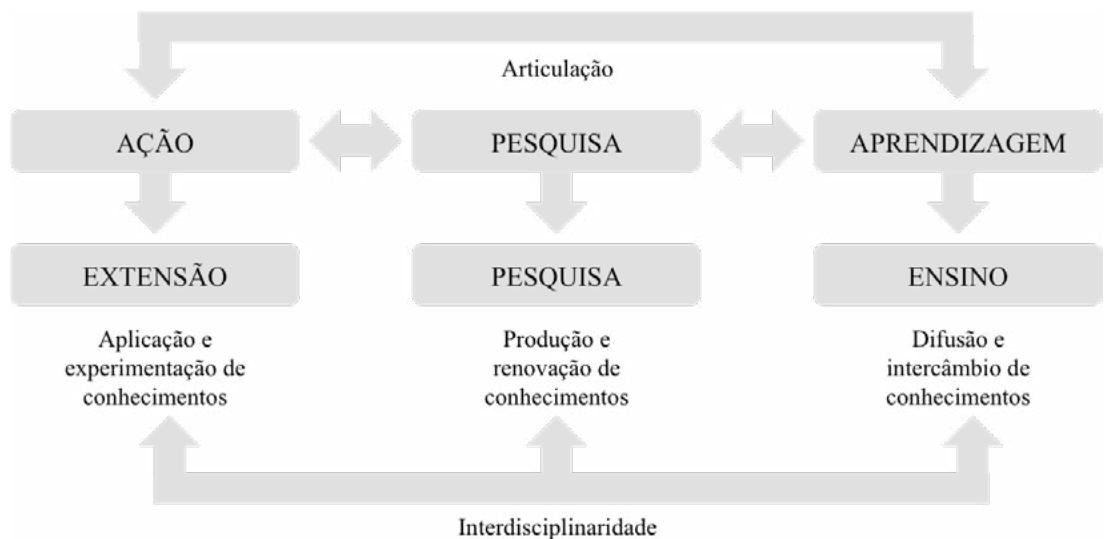 Articulação
AÇÃO
PESQUISA
APRENDIZAGEM
EXTENSÃO
PESQUISA
ENSINO
Aplicação e
experimentação de
conhecimentos
Produção e
renovação de
conhecimentos
Difusão e
intercâmbio de
conhecimentos
Interdisciplinaridade